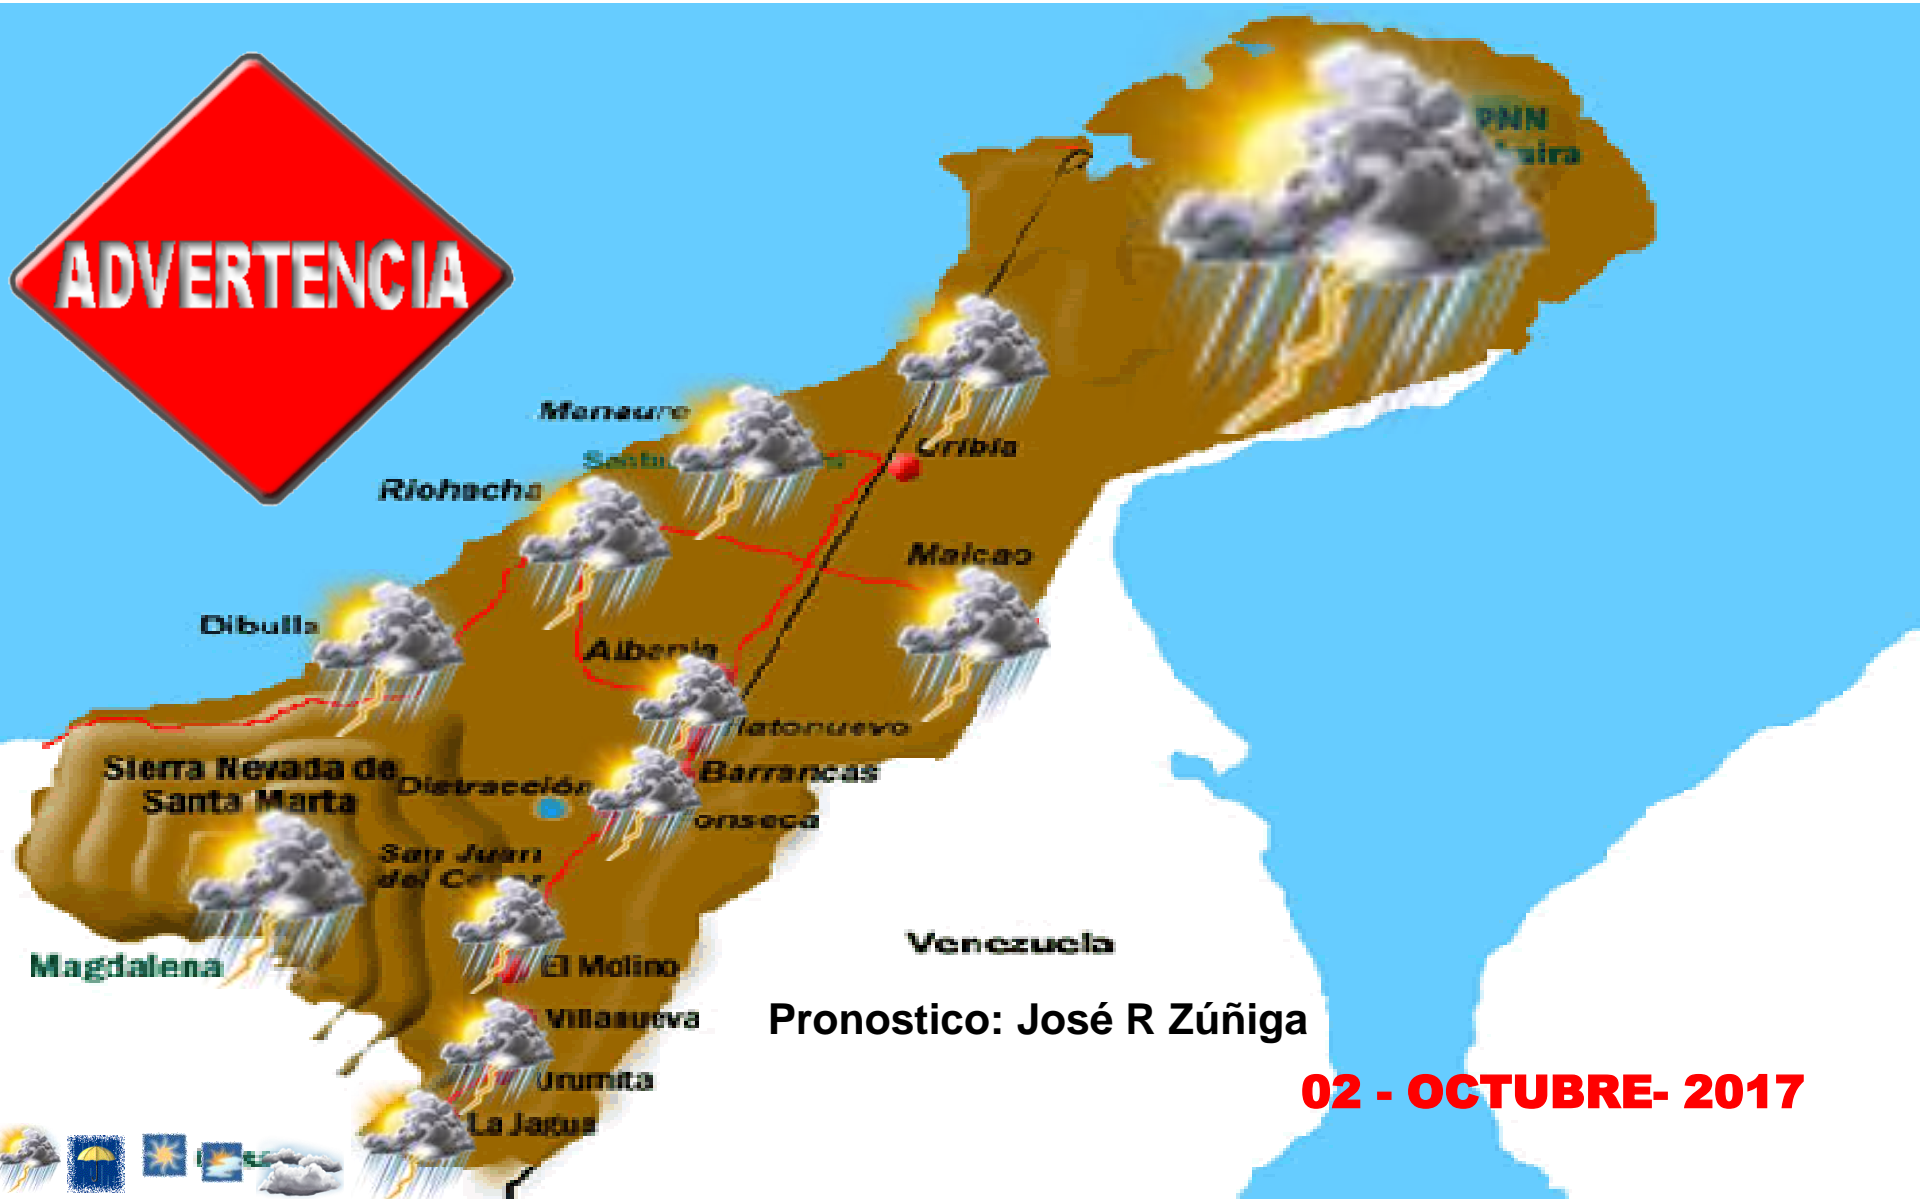 ADVERTENCIA
PNN
Manaure
Uribia
Riohacha
Maicao
Dibulla
Albania
Sierra Nevada de
Santa Marta
Distracción
Barrancas
San Juan
del
Magdalena
El Molino
Villanueva
Urumita
La Jagua
Venezuela
Pronostico: José R Zúñiga
02 - OCTUBRE- 2017